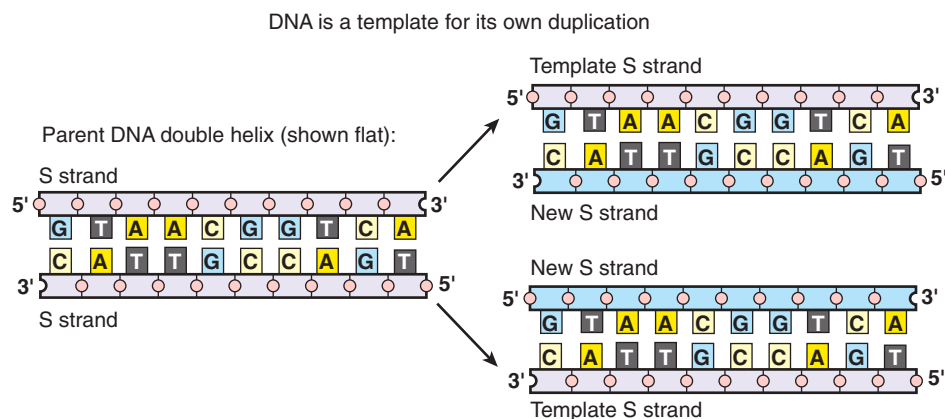 DNA is a template for its own duplication
Parent DNA double helix (shown flat):
S strand
5' 3'
G T A A C G G T C A
C A T T G C C A G T
3' 5'
S strand
Template S strand
5' 3'
G T A A C G G T C A
C A T T G C C A G T
3' 5'
New S strand
New S strand
5' 3'
G T A A C G G T C A
C A T T G C C A G T
3' 5'
Template S strand